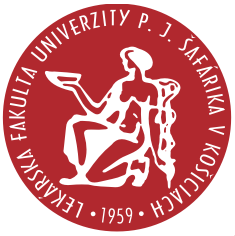 LEKÁRSKA FAKULTA UNIVERZITY P. J. ŠAFÁRIKA V KOŠICIACH
· 1959 ·